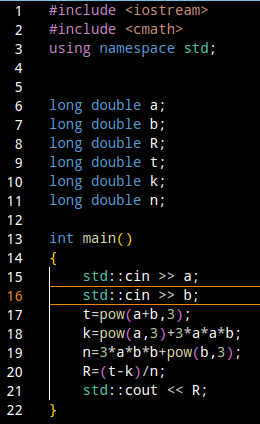 1 #include <iostream>
2 #include <cmath>
3 using namespace std;
4
5
6 long double a;
7 long double b;
8 long double R;
9 long double t;
10 long double k;
11 long double n;
12
13 int main()
14 {
15     std::cin >> a;
16     std::cin >> b;
17     t=pow(a+b,3);
18     k=pow(a,3)+3*a*a*b;
19     n=3*a*b*b+pow(b,3);
20     R=(t-k)/n;
21     std::cout << R;
22 }